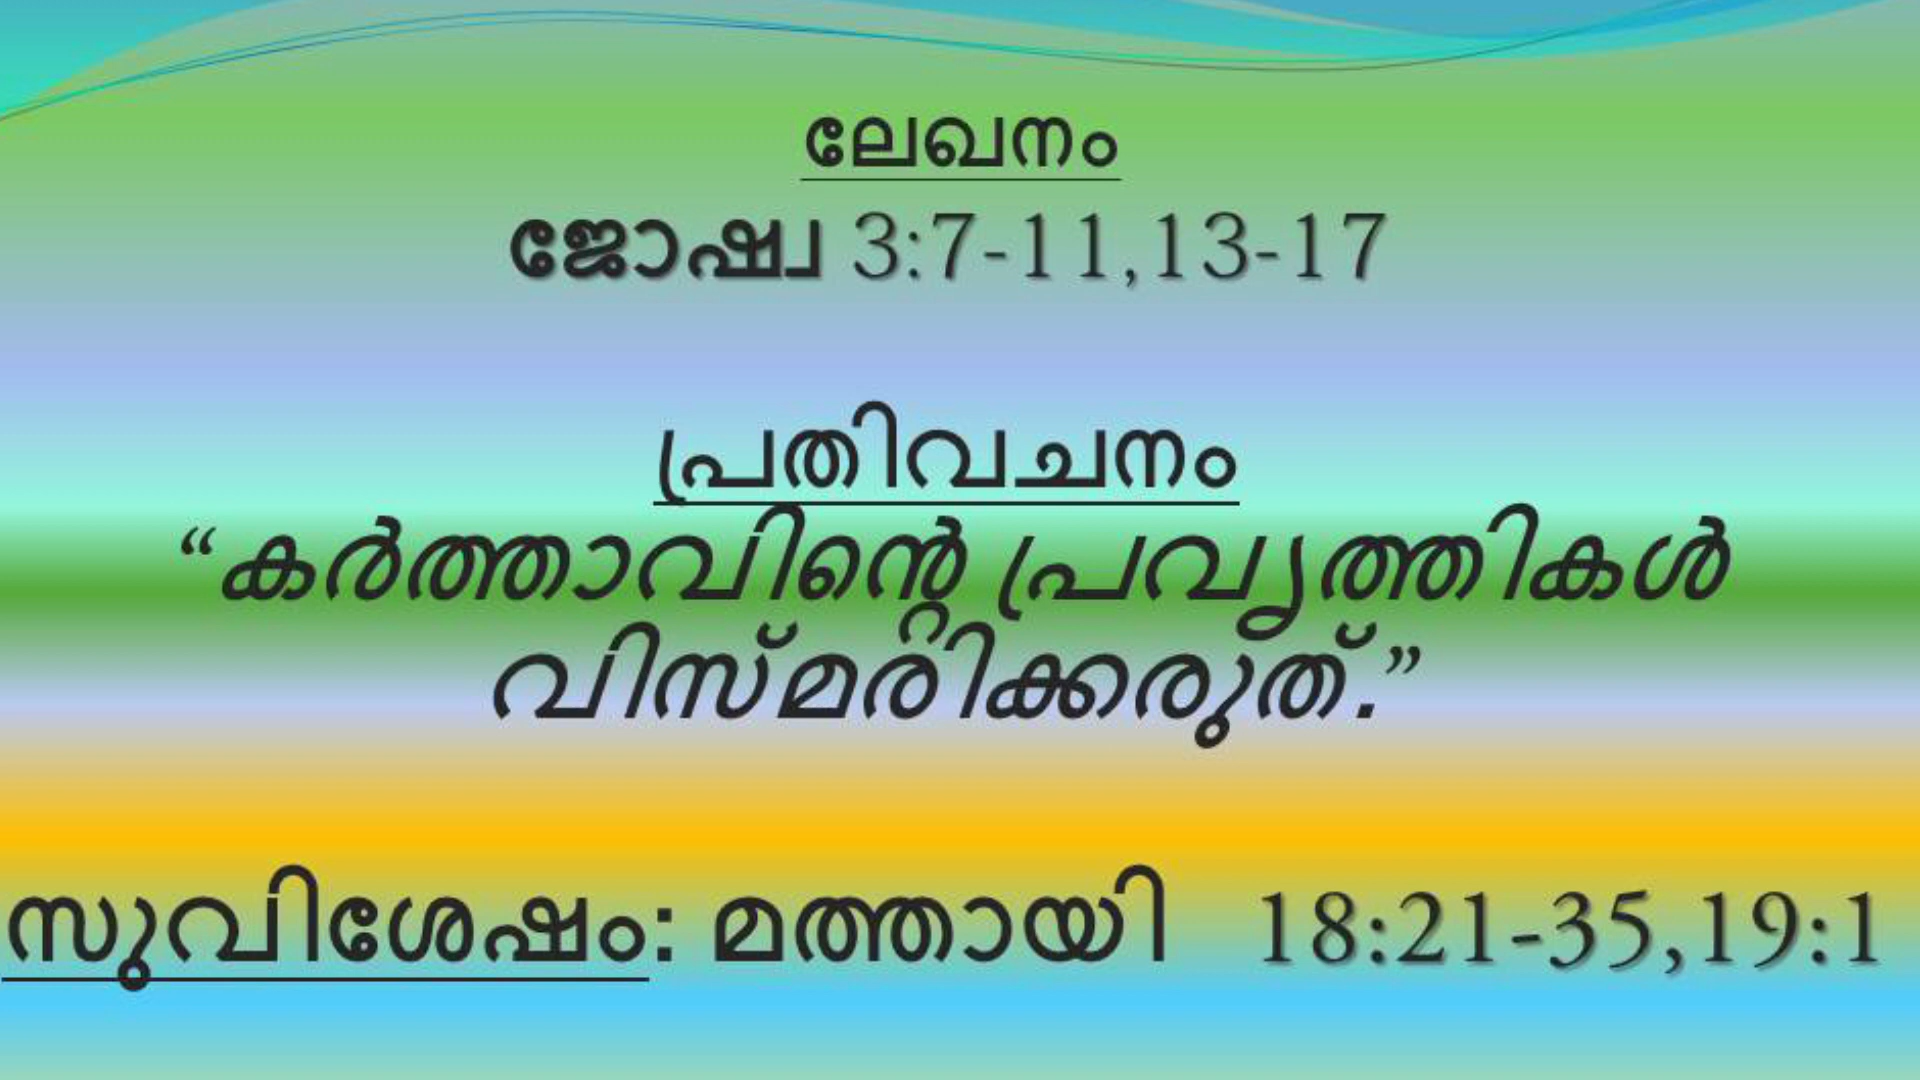 ലേഖനം
ജോഷ്വ 3:7-11,13-17
പ്രതിവചനം
“കർത്താവിന്റെ പ്രവൃത്തികൾ
വിസ്മരിക്കരുത്.”
സുവിശേഷം: മത്തായി 18:21-35,19:1